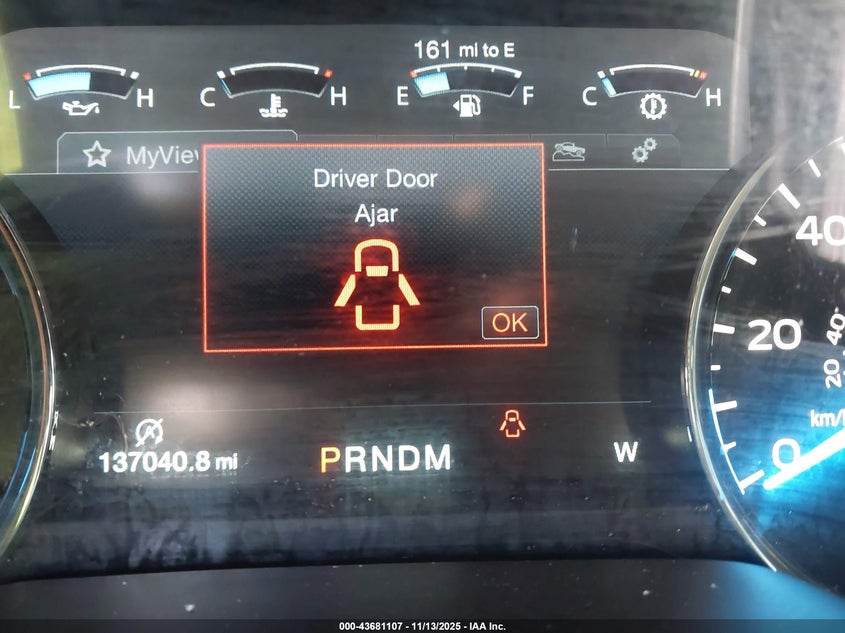 161 mi to E
L H C H E F C H
MyView
Driver Door
Ajar
OK
40
20
40
20
km/
0
137040.8 mi
PRNDM
W
000-43681107 - 11/13/2025 - IAA Inc.